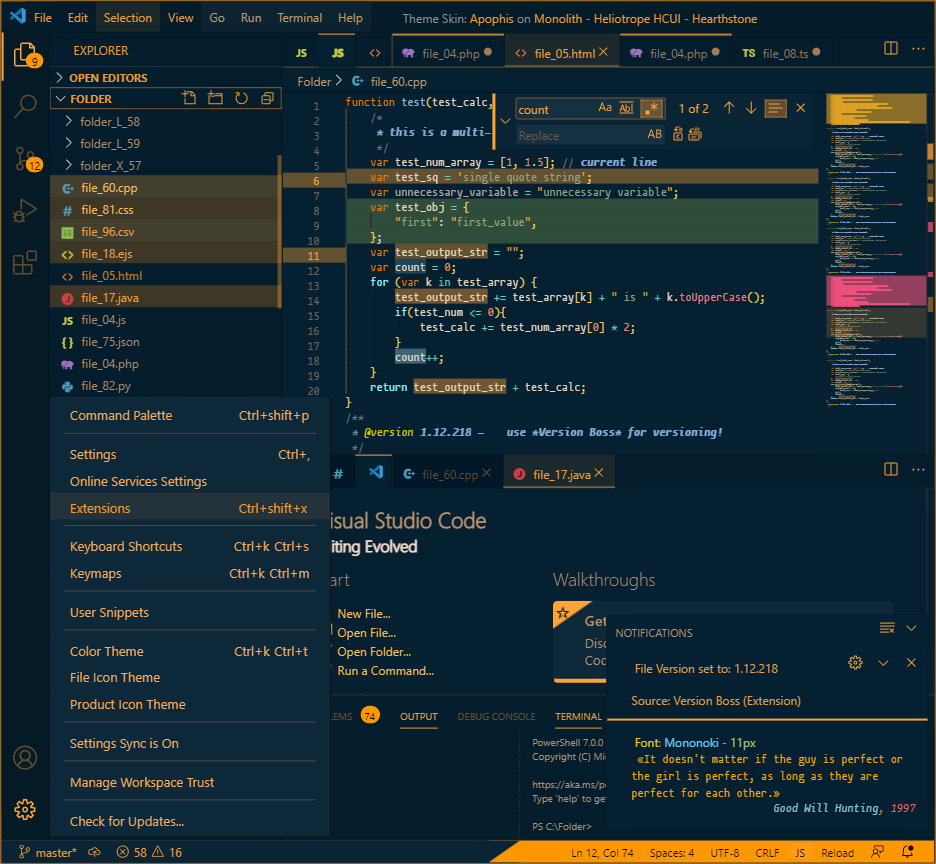 File Edit Selection View Go Run Terminal Help Theme Skin: Apophis on Monolith - Heliotrope HCUI - Hearthstone
9
12
EXPLORER
OPEN EDITORS
FOLDER
folder_L_58
folder_L_59
folder_X_57
file_60.cpp
file_81.css
file_96.csv
file_18.ejs
file_05.html
file_17.java
file_04.js
file_75.json
file_04.php
file_82.py
JS JS <> file_04.php <> file_05.html file_04.php TS file_08.ts
Folder > file_60.cpp
count Aa Abl .* 1 of 2
Replace AB
1 function test(test_calc,
2 /*
3 * this is a multi-
4 */
5 var test_num_array = [1, 1.5]; // current line
6 var test_sq = 'single quote string';
7 var unnecessary_variable = "unnecessary variable";
8 var test_obj = {
9 "first": "first_value",
10 };
11 var test_output_str = "";
12 var count = 0;
13 for (var k in test_array) {
14 test_output_str += test_array[k] + " is " + k.toUpperCase();
15 if(test_num <= 0){
16 test_calc += test_num_array[0] * 2;
17 }
18 count++;
19 }
20 return test_output_str + test_calc;
}
/**
* @version 1.12.218 – use *Version Boss* for versioning!
*/
Command Palette Ctrl+shift+p
Settings Ctrl+,
Online Services Settings
Extensions Ctrl+shift+x
Keyboard Shortcuts Ctrl+k Ctrl+s
Keymaps Ctrl+k Ctrl+m
User Snippets
Color Theme Ctrl+k Ctrl+t
File Icon Theme
Product Icon Theme
Settings Sync is On
Manage Workspace Trust
Check for Updates...
# file_60.cpp file_17.java
isual Studio Code
iting Evolved
art
New File...
Open File...
Open Folder...
Run a Command...
Walkthroughs
Get
Disc
Coc
LEMS 74 OUTPUT DEBUG CONSOLE TERMINAL
PowerShell 7.0.0
Copyright (C) Mi
https://aka.ms/p
Type 'help' to ge
PS C:\Folder>
NOTIFICATIONS
File Version set to: 1.12.218
Source: Version Boss (Extension)
Font: Mononoki - 11px
«It doesn't matter if the guy is perfect or
the girl is perfect, as long as they are
perfect for each other.»
Good Will Hunting, 1997
master* 58 16 Ln 12, Col 74 Spaces: 4 UTF-8 CRLF JS Reload